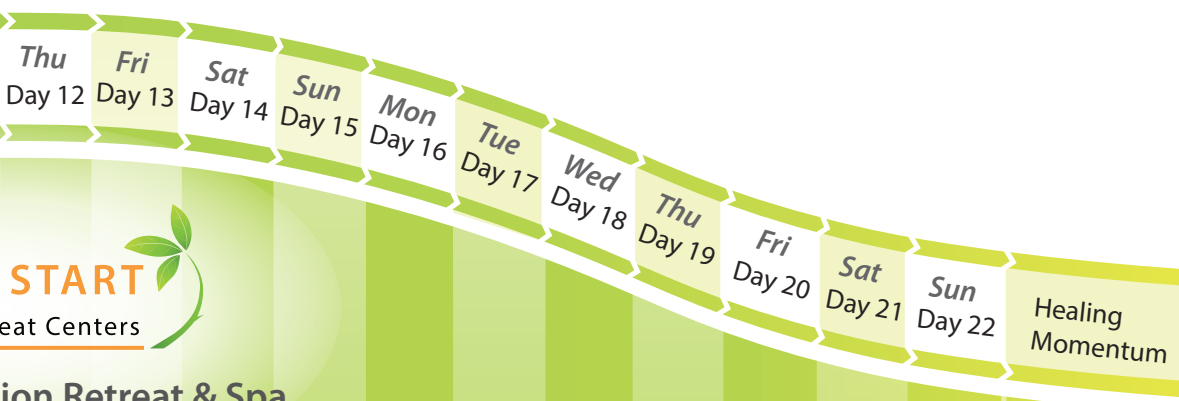 Thu
Day 12
Fri
Day 13
Sat
Day 14
Sun
Day 15
Mon
Day 16
Tue
Day 17
Wed
Day 18
Thu
Day 19
Fri
Day 20
Sat
Day 21
Sun
Day 22
Healing
Momentum
START
eat Centers
ion Retreat & Spa